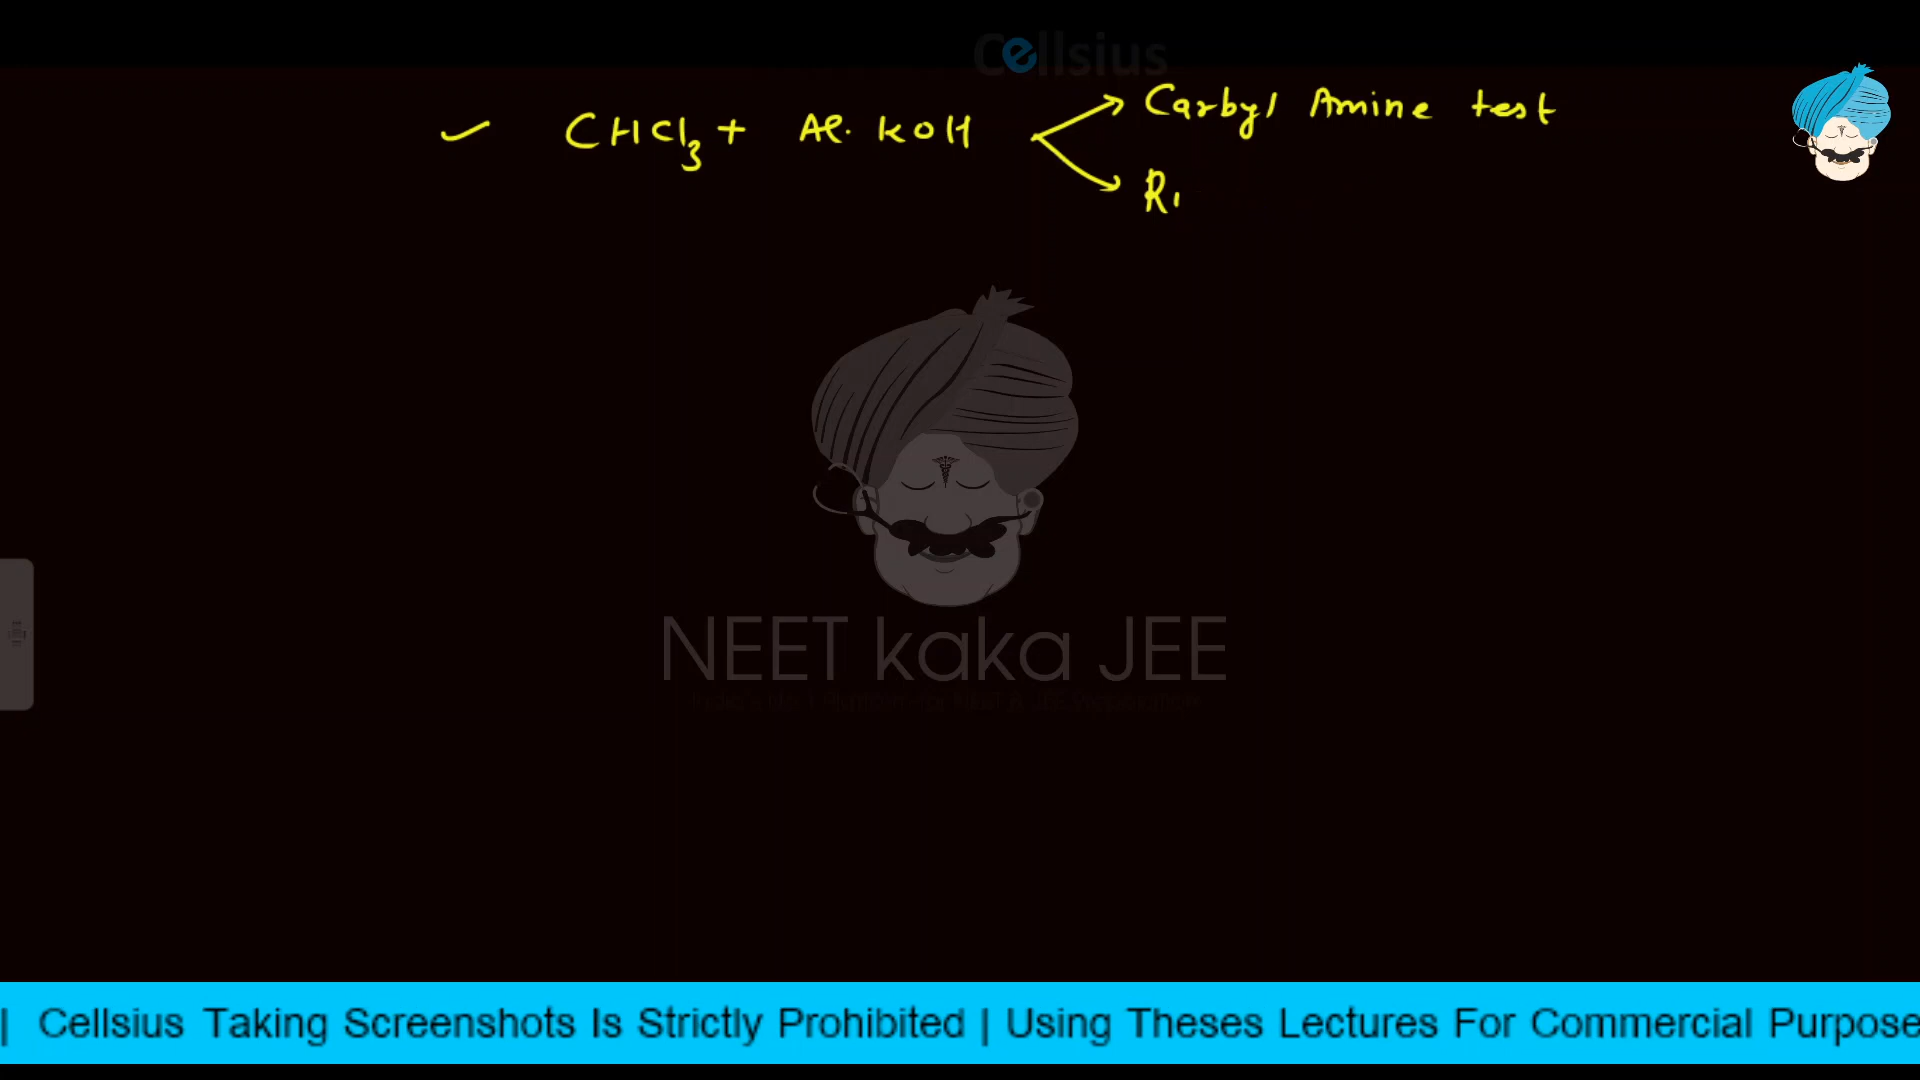 Cellsius
✓ CHCl3 + Al. KOH → Carbyl Amine test
→ Ri
NEET kaka JEE
| Cellsius Taking Screenshots Is Strictly Prohibited | Using Theses Lectures For Commercial Purpose